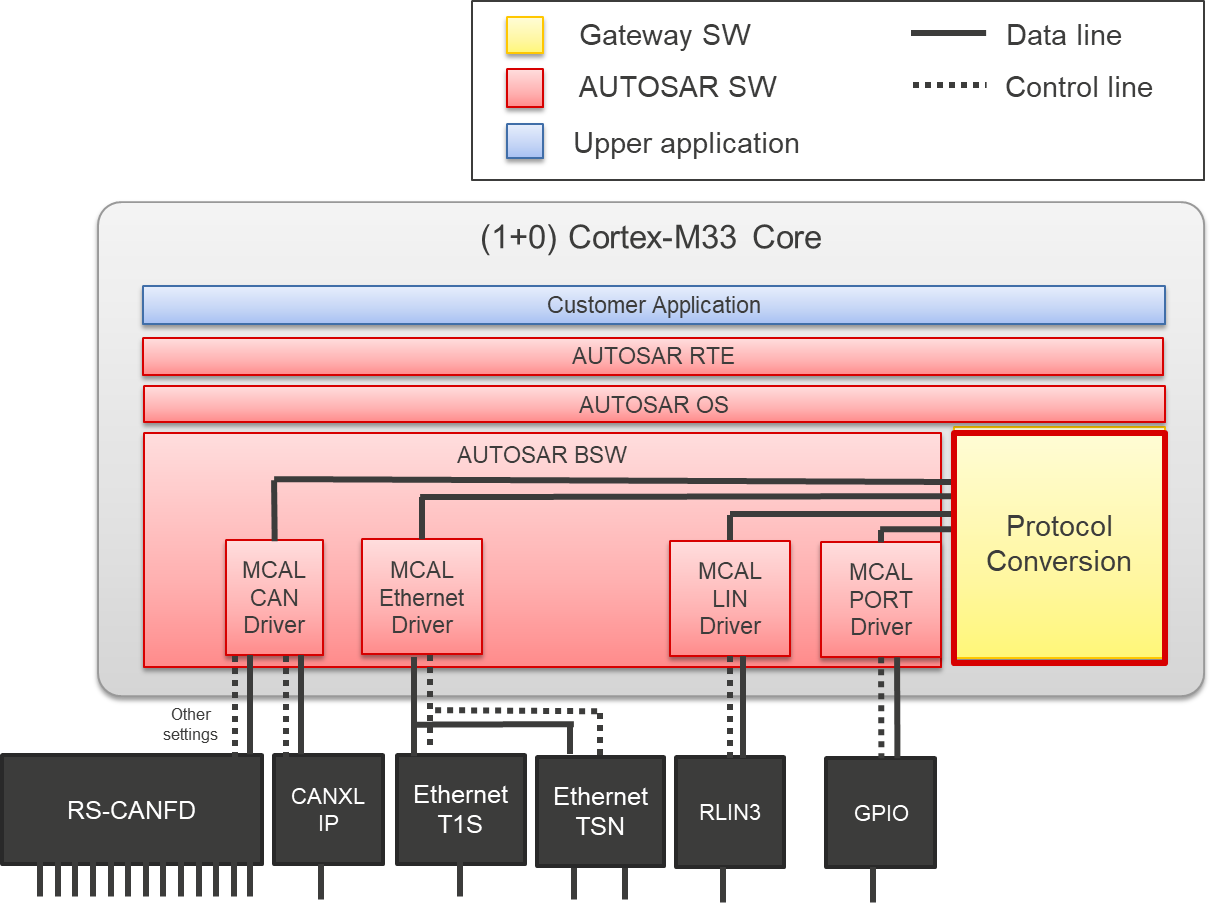 Gateway SW
Data line
AUTOSAR SW
Control line
Upper application
(1+0) Cortex-M33 Core
Customer Application
AUTOSAR RTE
AUTOSAR OS
AUTOSAR BSW
MCAL
CAN
Driver
MCAL
Ethernet
Driver
MCAL
LIN
Driver
MCAL
PORT
Driver
Protocol
Conversion
Other
settings
RS-CANFD
CANXL
IP
Ethernet
T1S
Ethernet
TSN
RLIN3
GPIO